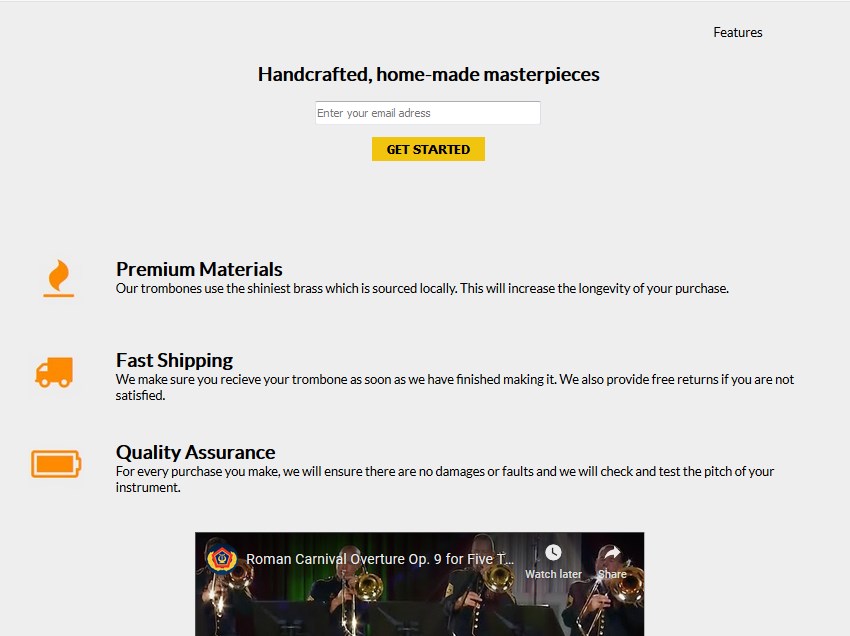 Features
Handcrafted, home-made masterpieces
Enter your email adress
GET STARTED
Premium Materials
Our trombones use the shiniest brass which is sourced locally. This will increase the longevity of your purchase.
Fast Shipping
We make sure you recieve your trombone as soon as we have finished making it. We also provide free returns if you are not
satisfied.
Quality Assurance
For every purchase you make, we will ensure there are no damages or faults and we will check and test the pitch of your
instrument.
Roman Carnival Overture Op. 9 for Five T...
Watch later
Share